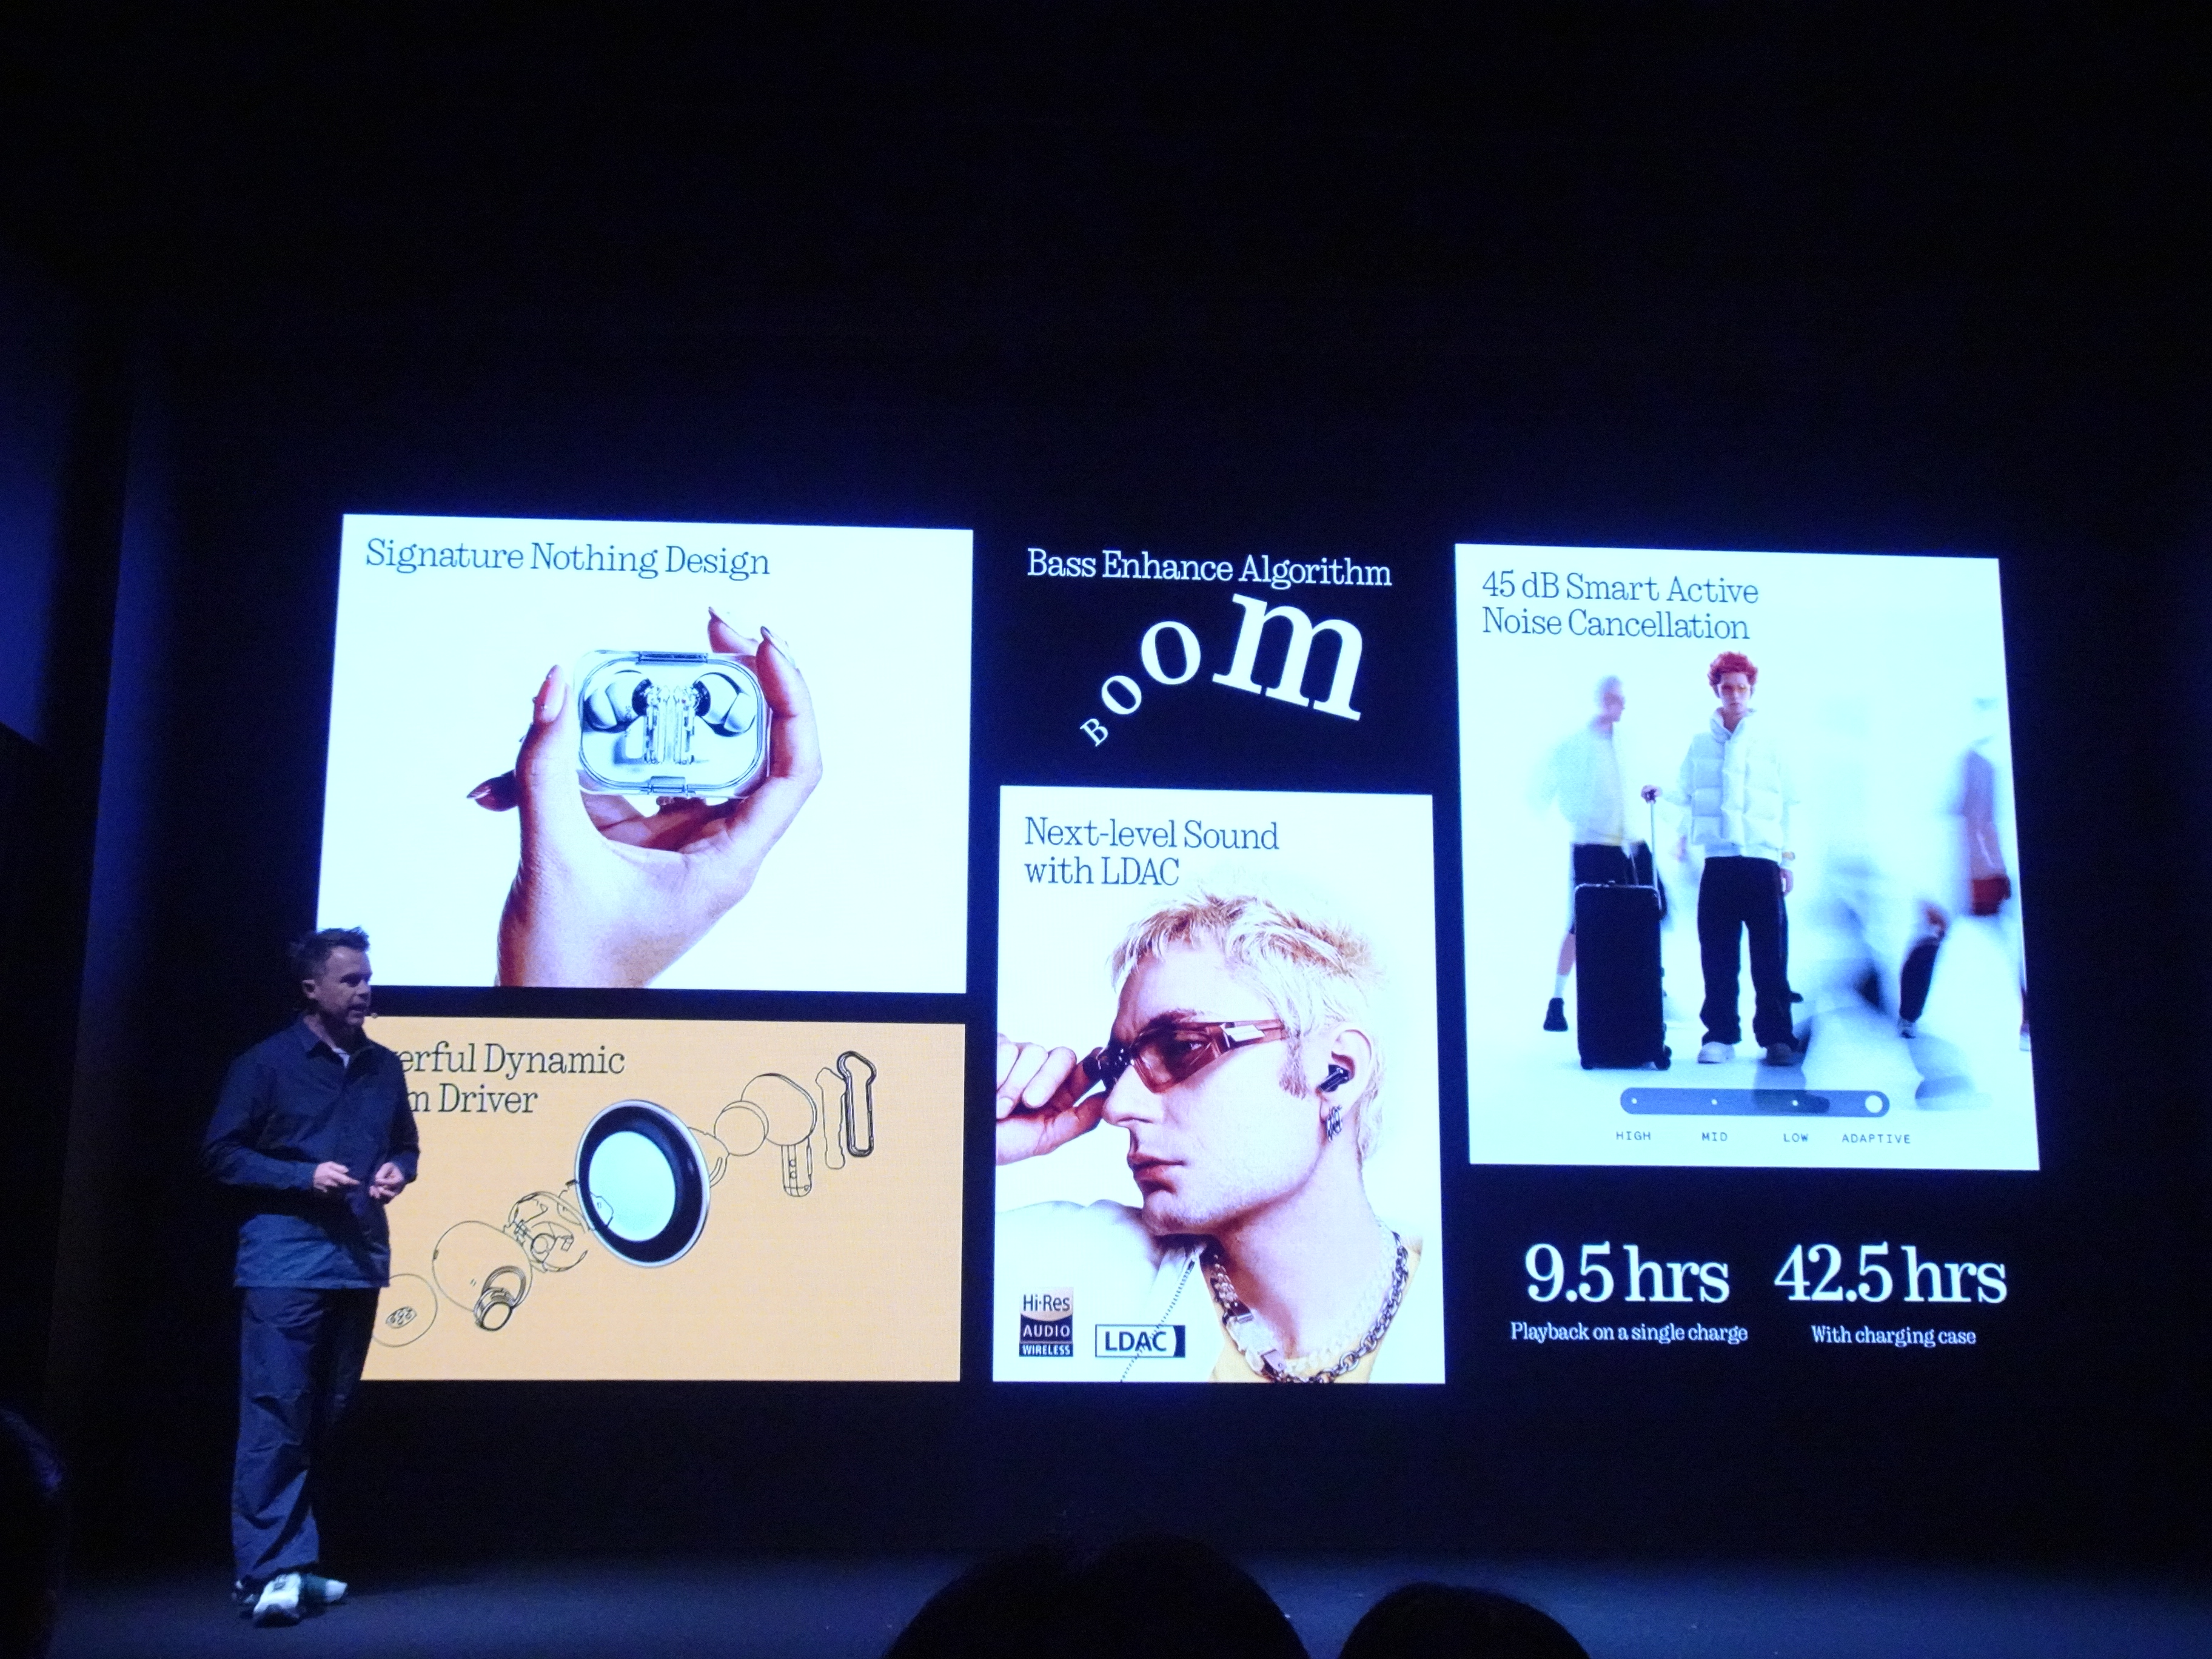 Signature Nothing Design
erful Dynamic
m Driver
Bass Enhance Algorithm
BOOm
Next-level Sound
with LDAC
Hi-Res
AUDIO
WIRELESS
LDAC
45 dB Smart Active
Noise Cancellation
HIGH MID LOW ADAPTIVE
9.5 hrs
Playback on a single charge
42.5 hrs
With charging case